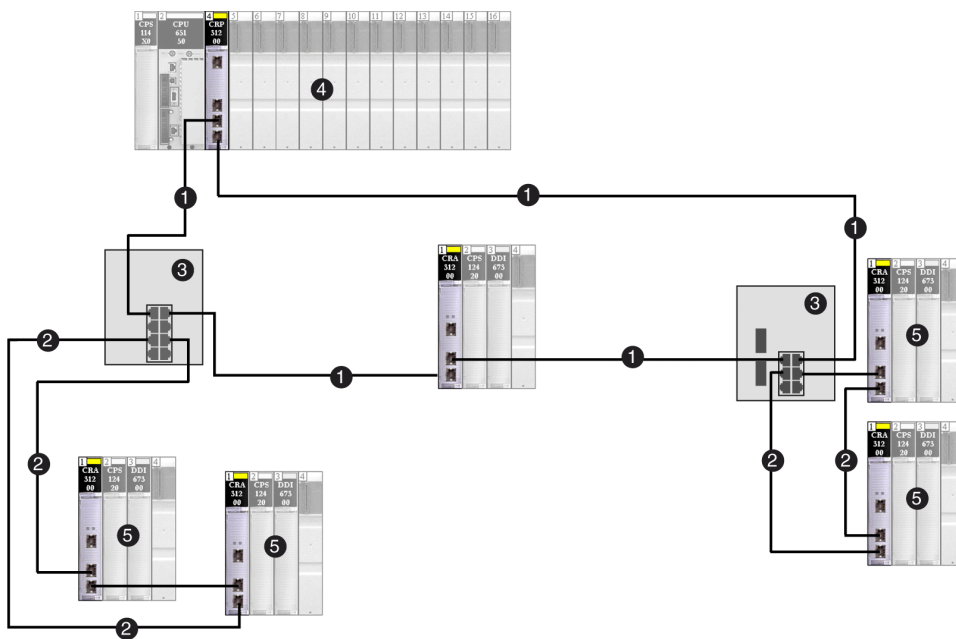 1 2 4 5 6 7 8 9 10 11 12 13 14 15 16
CPS 114 X0
CPU 651 50
CRP 312 00
4
1
1
1
3
2
1 2 3 4
CRA 312 00
CPS 124 20
DDI 673 00
1
1
3
1 2 3 4
CRA 312 00
CPS 124 20
DDI 673 00
5
2
2
2
1 2 3 4
CRA 312 00
CPS 124 20
DDI 673 00
5
1 2 3 4
CRA 312 00
CPS 124 20
DDI 673 00
5
1 2 3 4
CRA 312 00
CPS 124 20
DDI 673 00
5
2